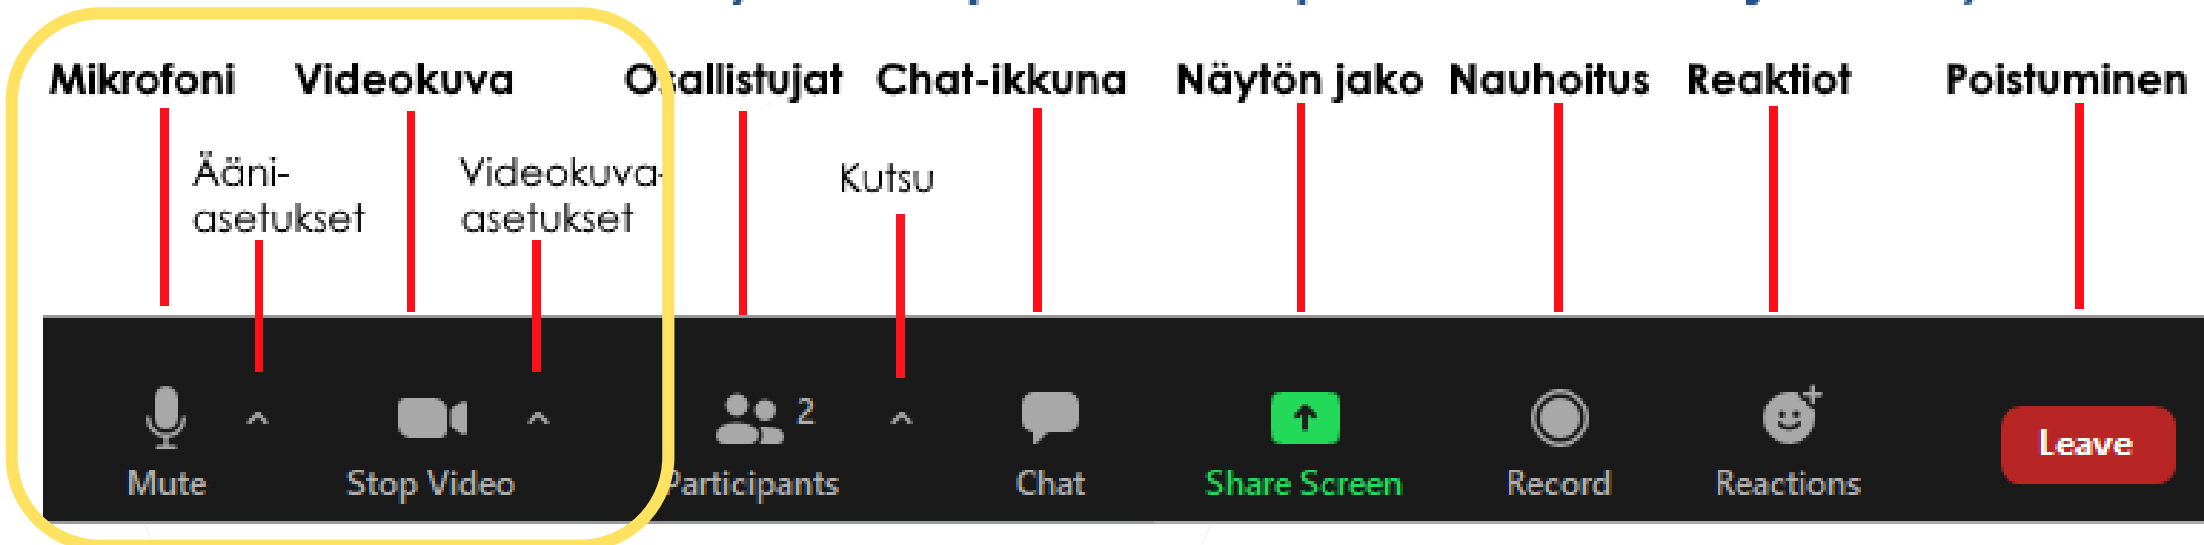 Mikrofoni Videokuva Osallistujat Chat-ikkuna Näytön jako Nauhoitus Reaktiot Poistuminen
Ääni-
asetukset
Videokuva-
asetukset
Kutsu
2
Leave
Mute Stop Video Participants Chat Share Screen Record Reactions